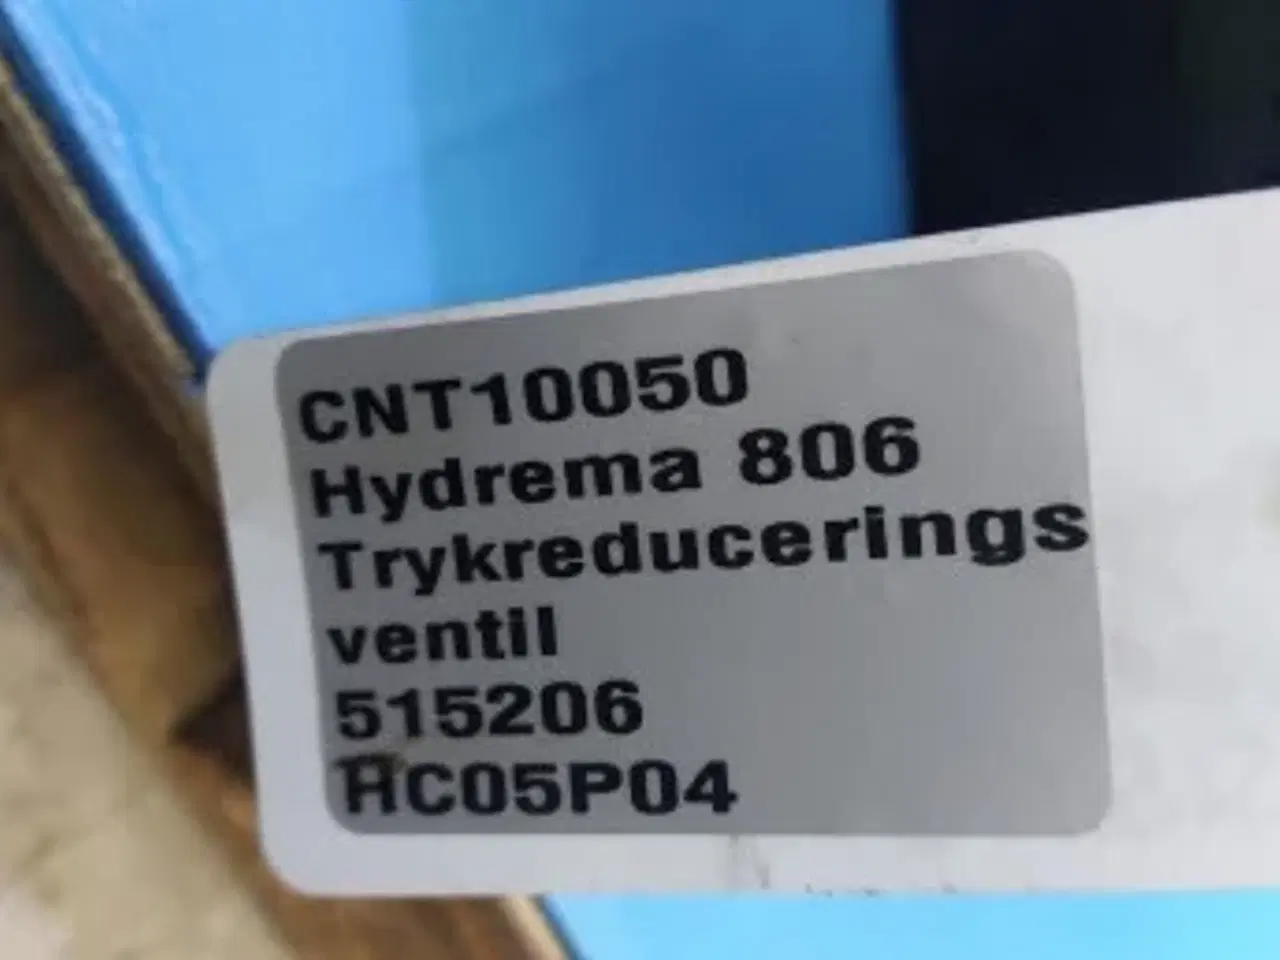 CNT10050
Hydrema 806
Trykreducerings
ventil
515206
HC05P04